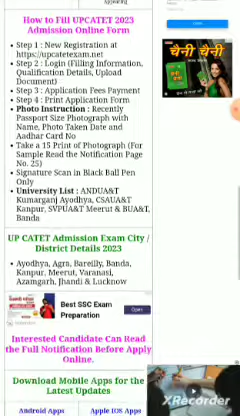 Appearing
How to Fill UPCATET 2023
Admission Online Form
• Step 1 : New Registration at
https://upcatetexam.net
• Step 2 : Login (Filling Information,
Qualification Details, Upload
Document)
• Step 3 : Application Fees Payment
• Step 4 : Print Application Form
• Photo Instruction : Recently
Passport Size Photograph with
Name, Photo Taken Date and
Aadhar Card No
• Take a 15 Print of Photograph (For
Sample Read the Notification Page
No. 25)
• Signature Scan in Black Ball Pen
Only
• University List : ANDUA&T
Kumarganj Ayodhya, CSAUA&T
Kanpur, SVPUA&T Meerut & BUA&T,
Banda
UP CATET Admission Exam City /
District Details 2023
• Ayodhya, Agra, Bareilly, Banda,
Kanpur, Meerut, Varanasi,
Azamgarh, Jhansi & Lucknow
Best SSC Exam
Preparation
Open
Interested Candidate Can Read
the Full Notification Before Apply
Online.
Download Mobile Apps for the
Latest Updates
Android Apps
Apple IOS Apps
चैनी चैनी
XRecorder